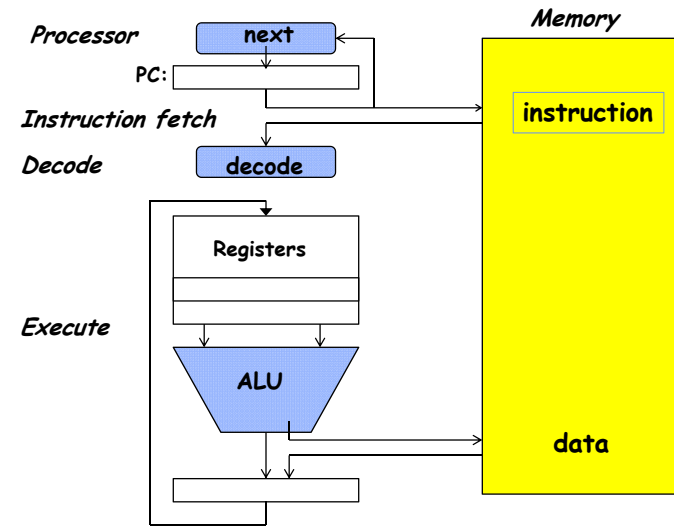 Memory
Processor
next
PC:
instruction
Instruction fetch
Decode
decode
Registers
Execute
ALU
data